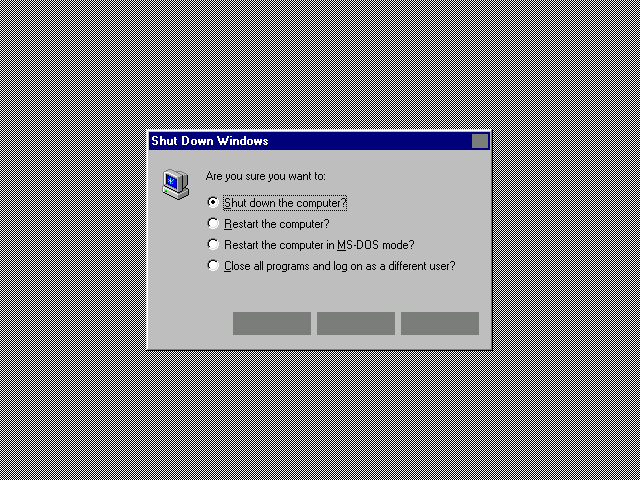 Shut Down Windows
Are you sure you want to:
Shut down the computer?
Restart the computer?
Restart the computer in MS-DOS mode?
Close all programs and log on as a different user?